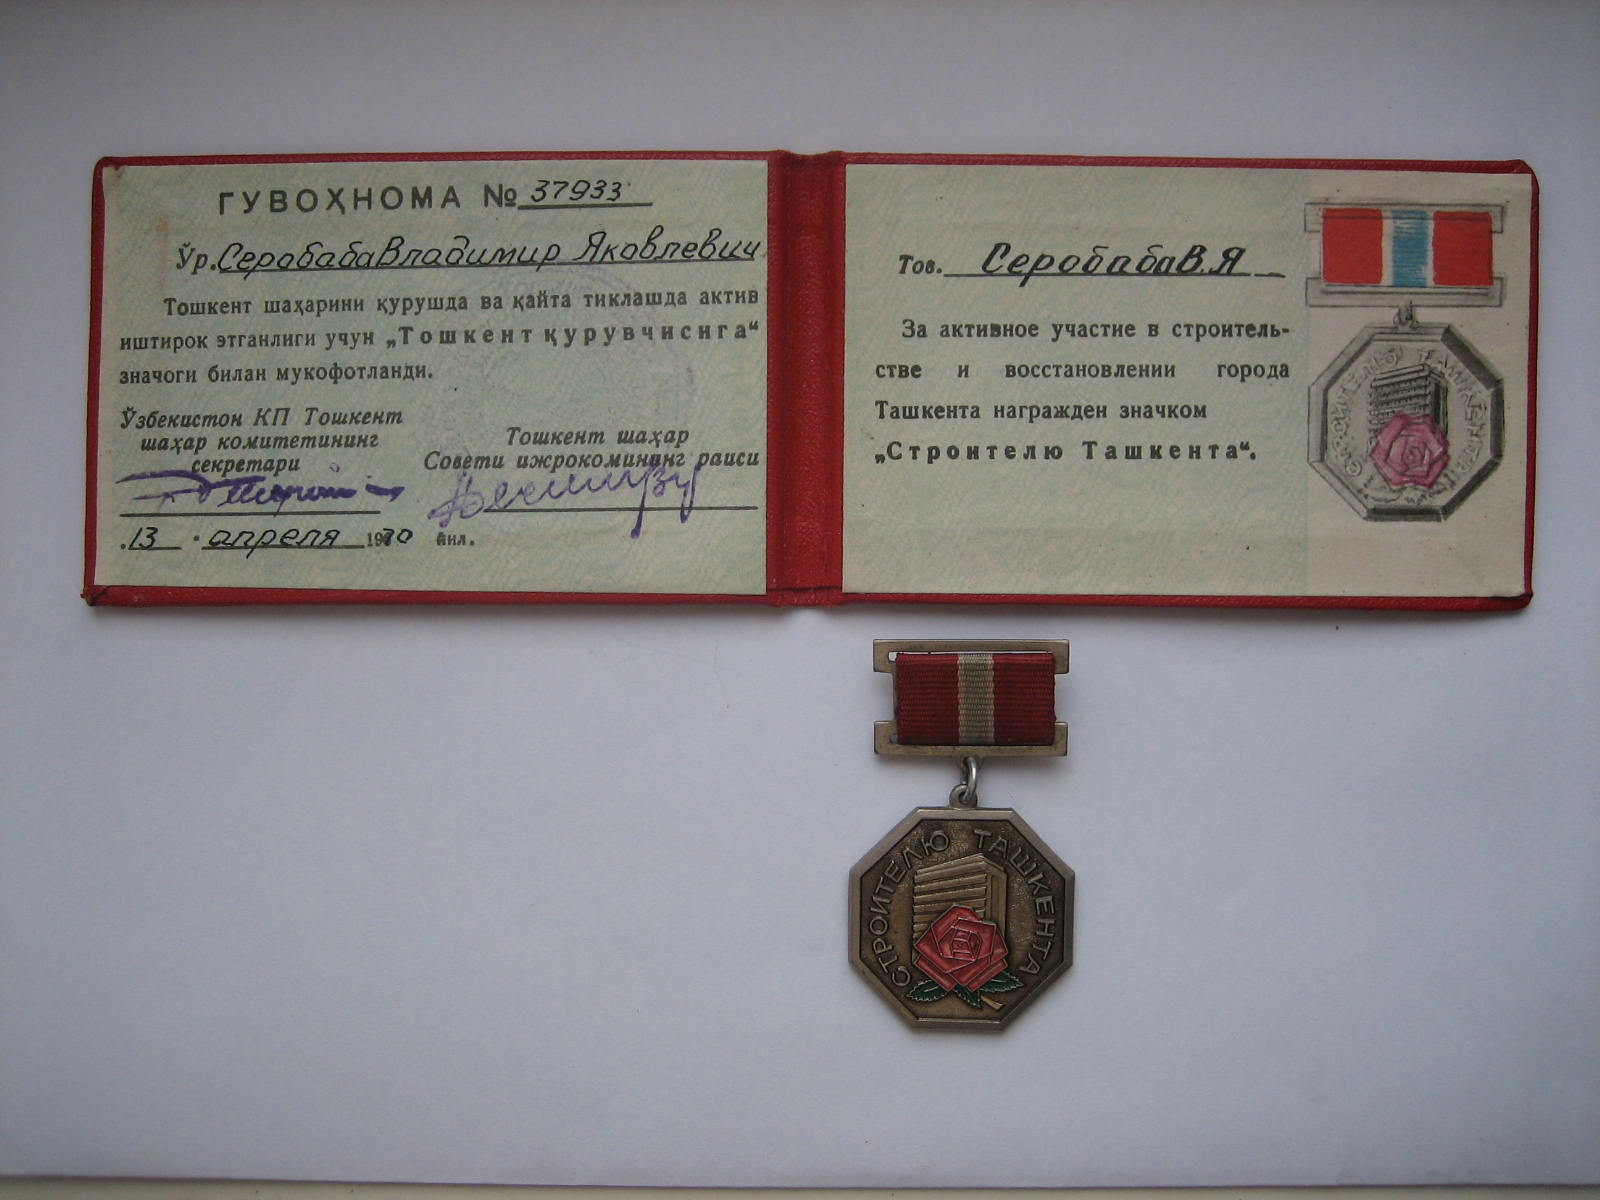 ГУВОҲНОМА № 37933
Ўр. Серобаба Владимир Яковлевич
Тошкент шаҳарини қурушда ва қайта тиклашда актив
иштирок этганлиги учун „Тошкент қурувчисига“
значоги билан мукофотланди.
Ўзбекистон КП Тошкент
шаҳар комитетининг
секретари
Тошкент шаҳар
Совети ижрокомининг раиси
13 апреля 1970 йил.
Тов. Серобаба В.Я
За активное участие в строитель-
стве и восстановлении города
Ташкента награжден значком
„Строителю Ташкента“.
СТРОИТЕЛЮ ТАШКЕНТА
СТРОИТЕЛЮ ТАШКЕНТА